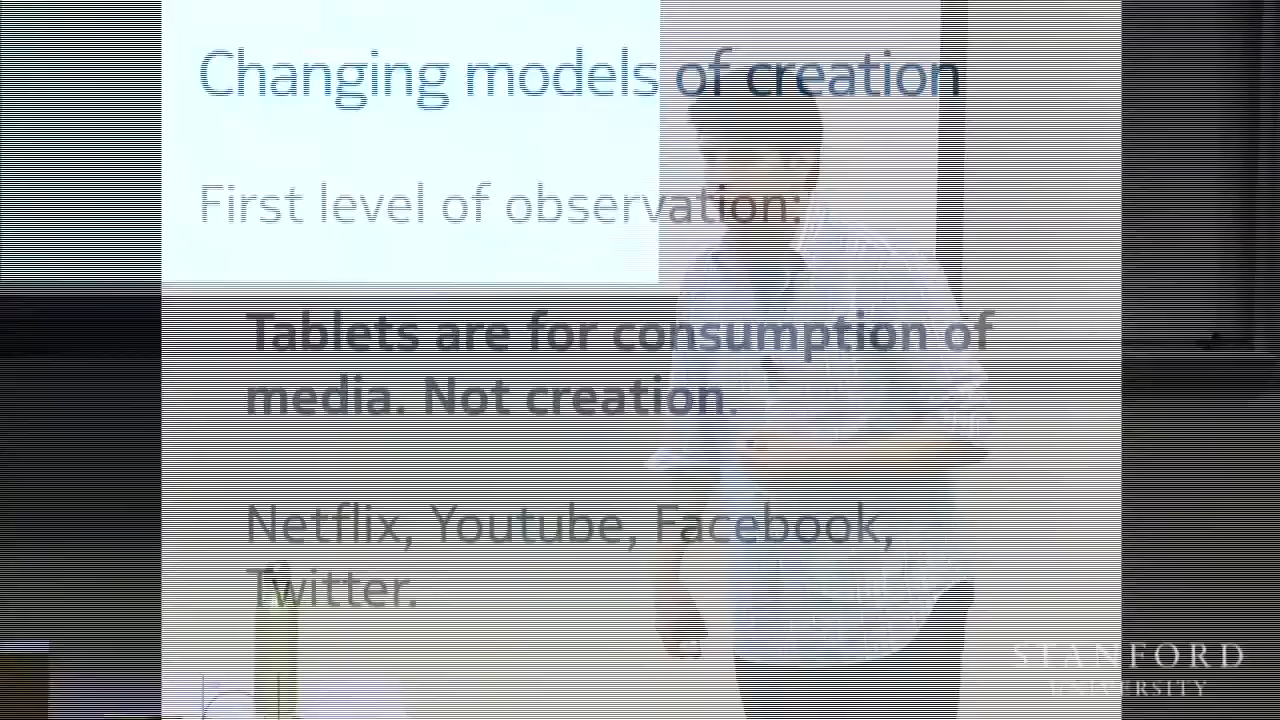 Changing models of creation
First level of observation:
Tablets are for consumption of
media. Not creation.
Netflix, Youtube, Facebook,
Twitter.
STANFORD
UNIVERSITY